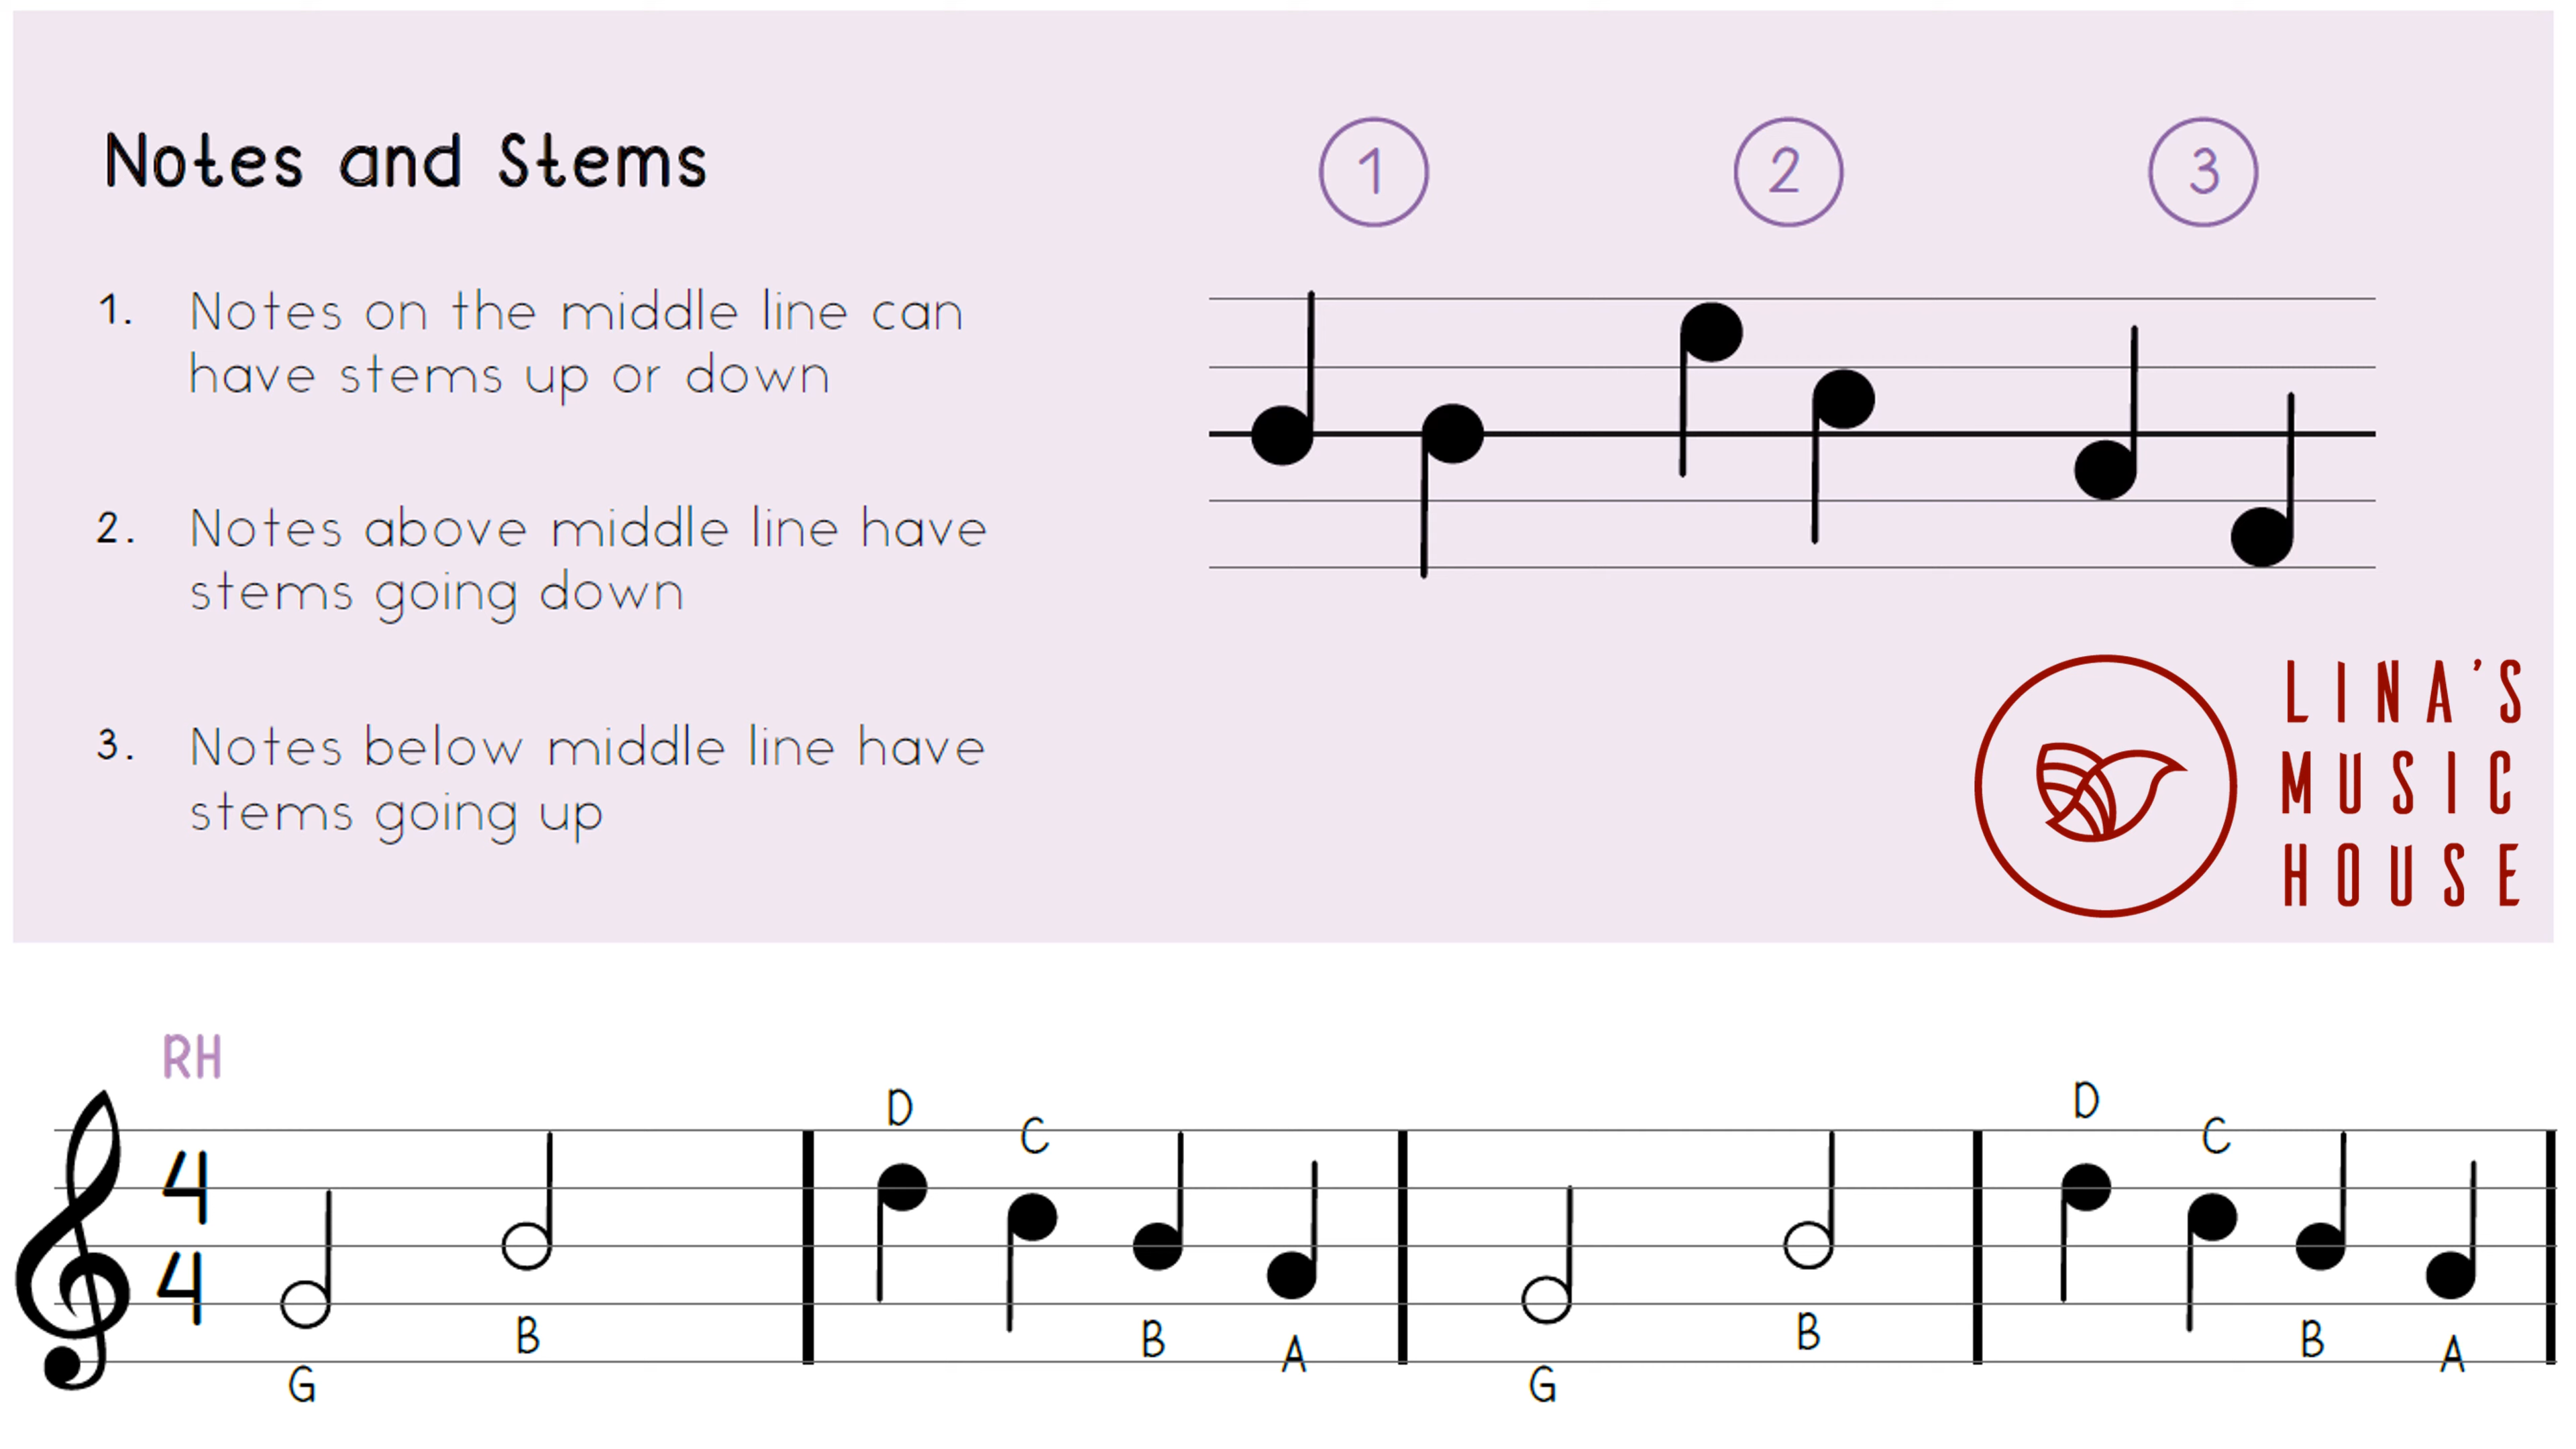 Notes and Stems
1. Notes on the middle line can
have stems up or down
2. Notes above middle line have
stems going down
3. Notes below middle line have
stems going up
1 2 3
LINA'S
MUSIC
HOUSE
RH
4
4
D C D C
B B A B B A
G G